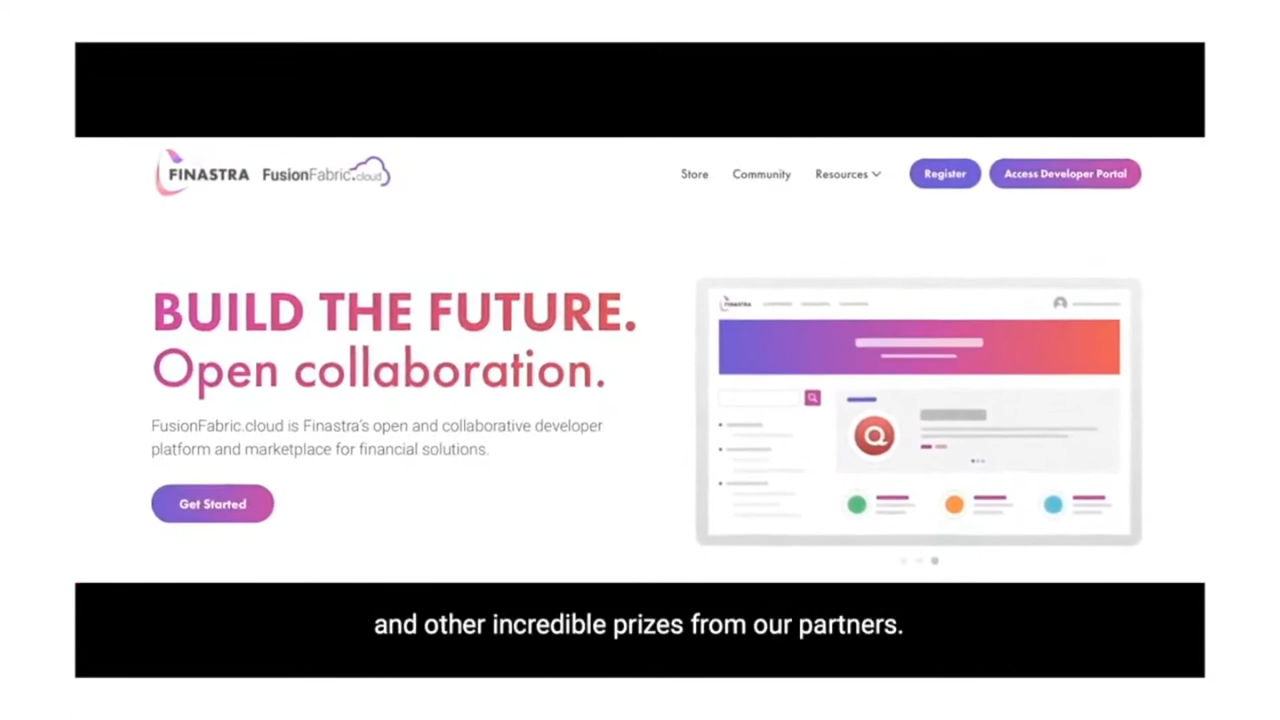 FINASTRA FusionFabric.cloud
Store Community Resources Register Access Developer Portal
BUILD THE FUTURE.
Open collaboration.
FusionFabric.cloud is Finastra's open and collaborative developer
platform and marketplace for financial solutions.
Get Started
FINASTRA
and other incredible prizes from our partners.